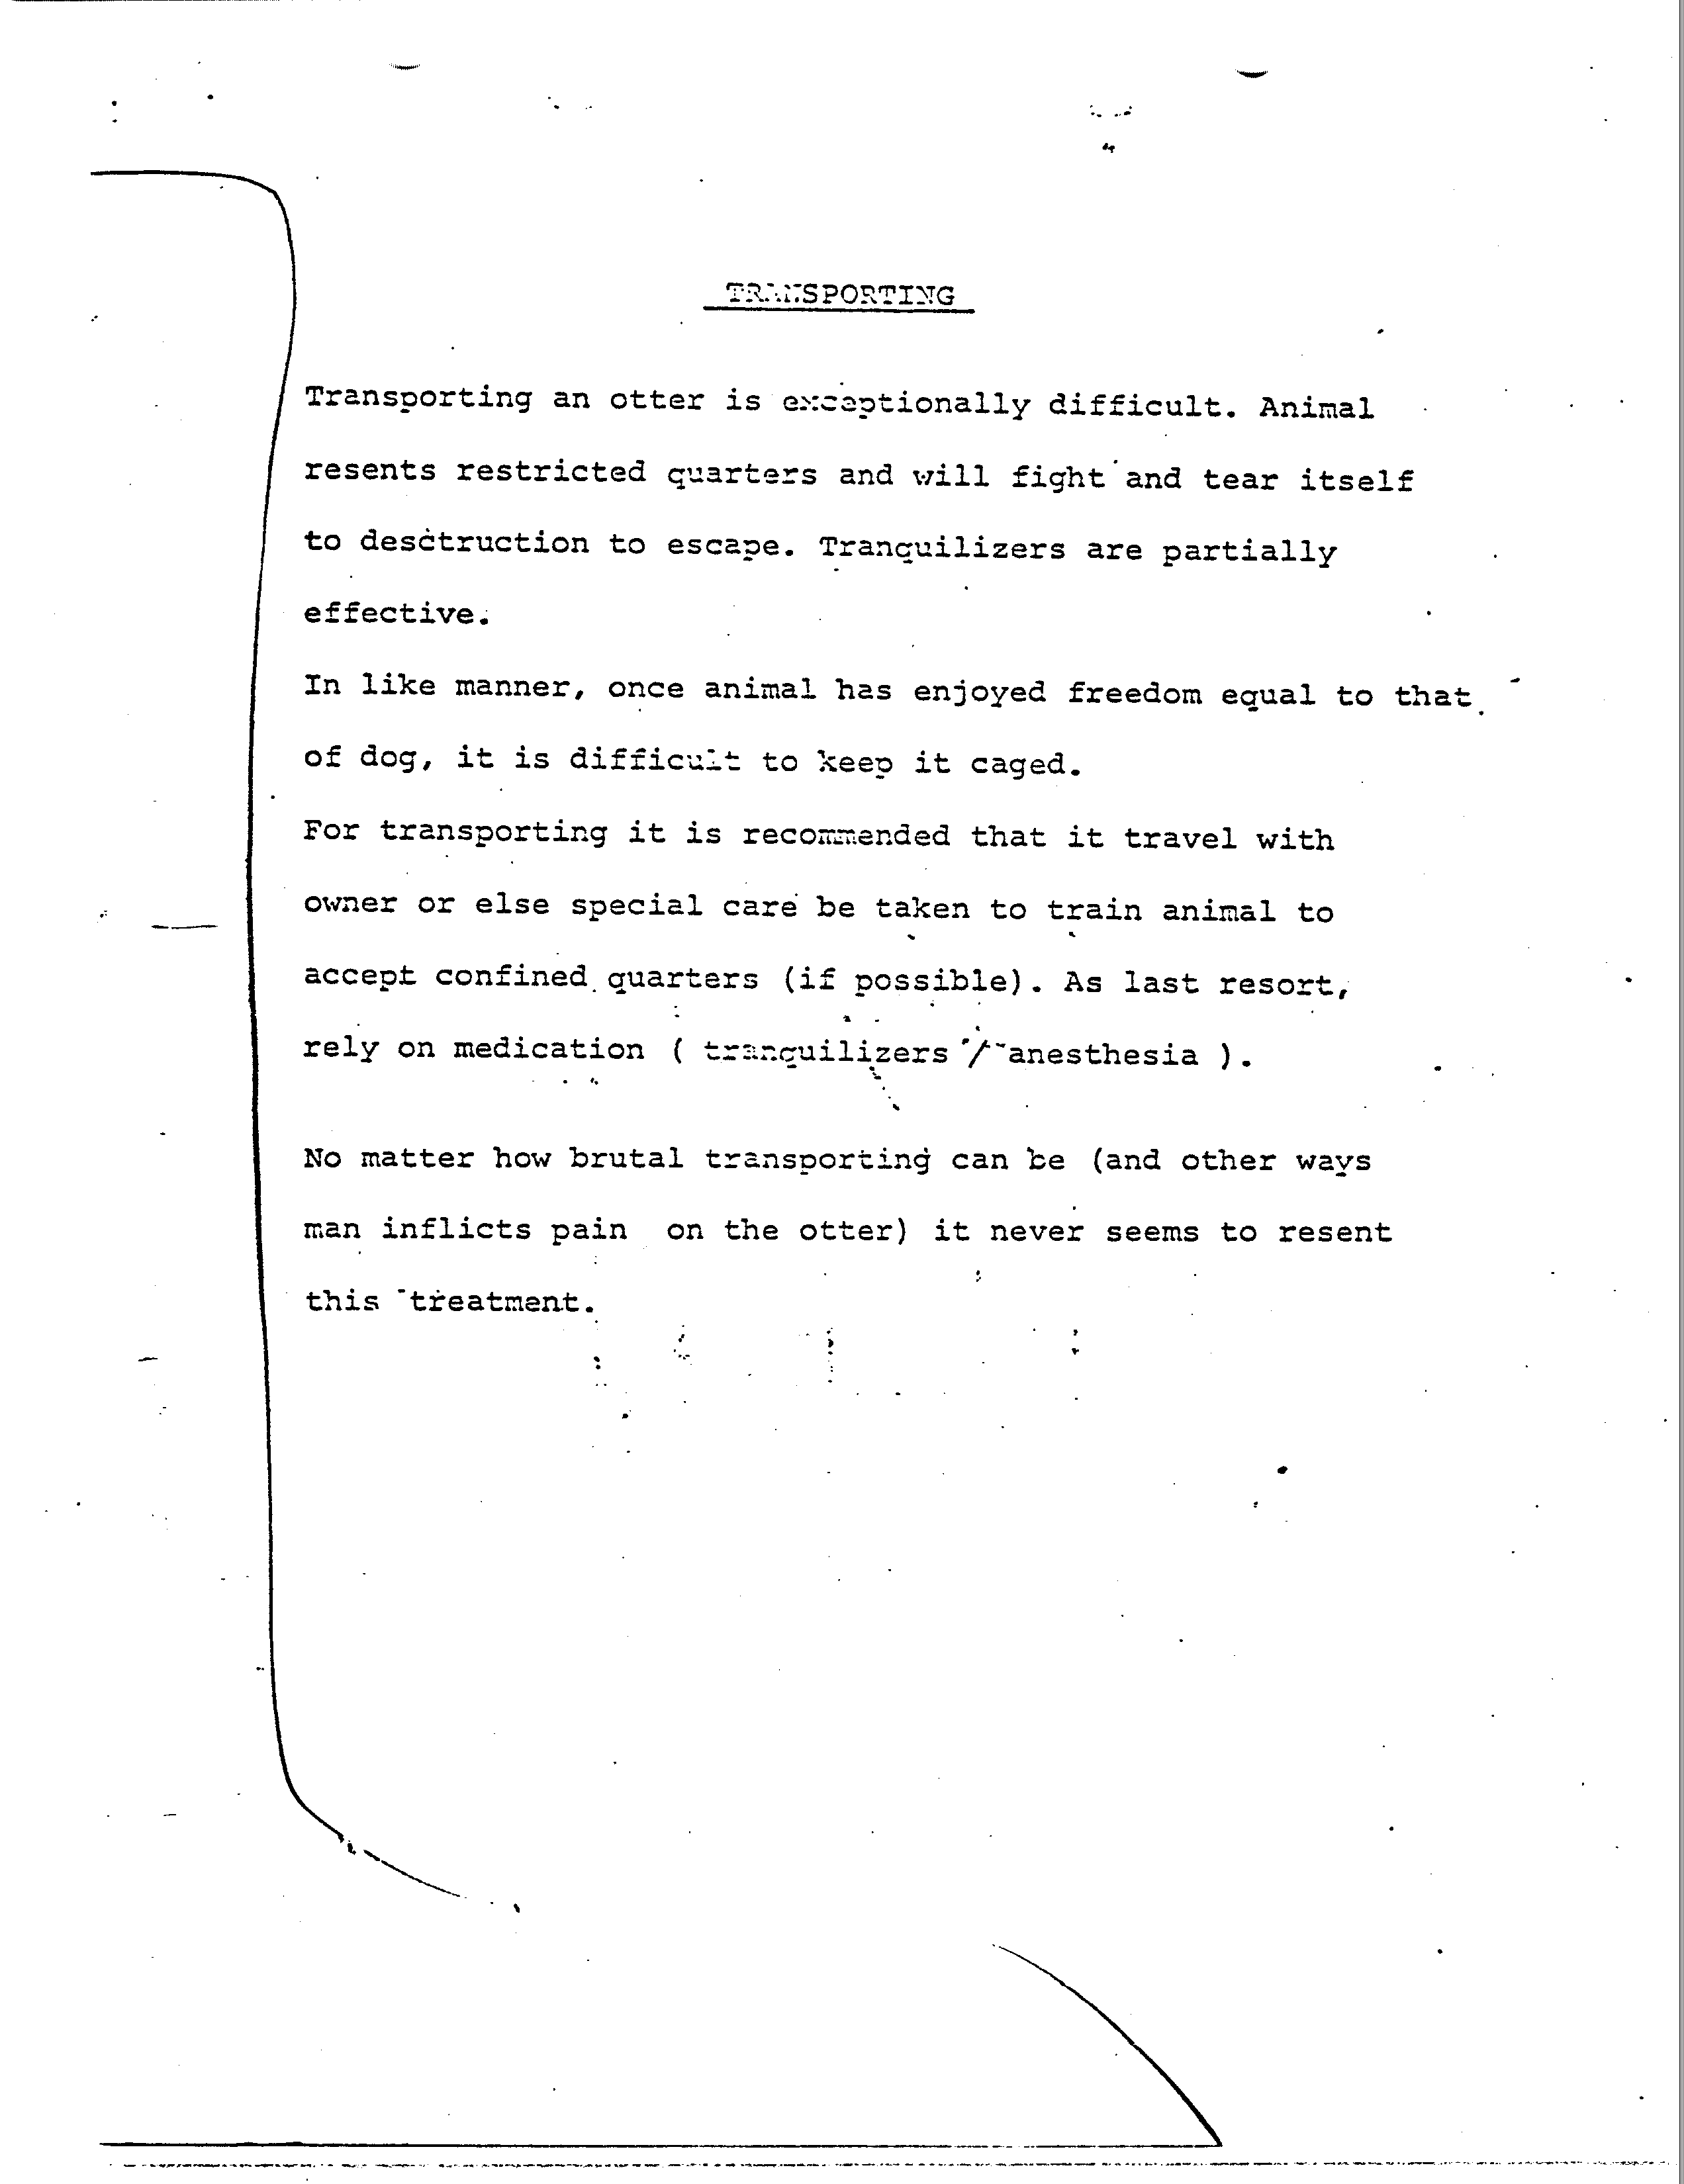 TRANSPORTING
Transporting an otter is exceptionally difficult. Animal
resents restricted quarters and will fight and tear itself
to desctruction to escape. Tranquilizers are partially
effective.
In like manner, once animal has enjoyed freedom equal to that
of dog, it is difficult to keep it caged.
For transporting it is recommended that it travel with
owner or else special care be taken to train animal to
accept confined quarters (if possible). As last resort,
rely on medication ( tranquilizers / anesthesia ).
No matter how brutal transporting can be (and other ways
man inflicts pain on the otter) it never seems to resent
this treatment.